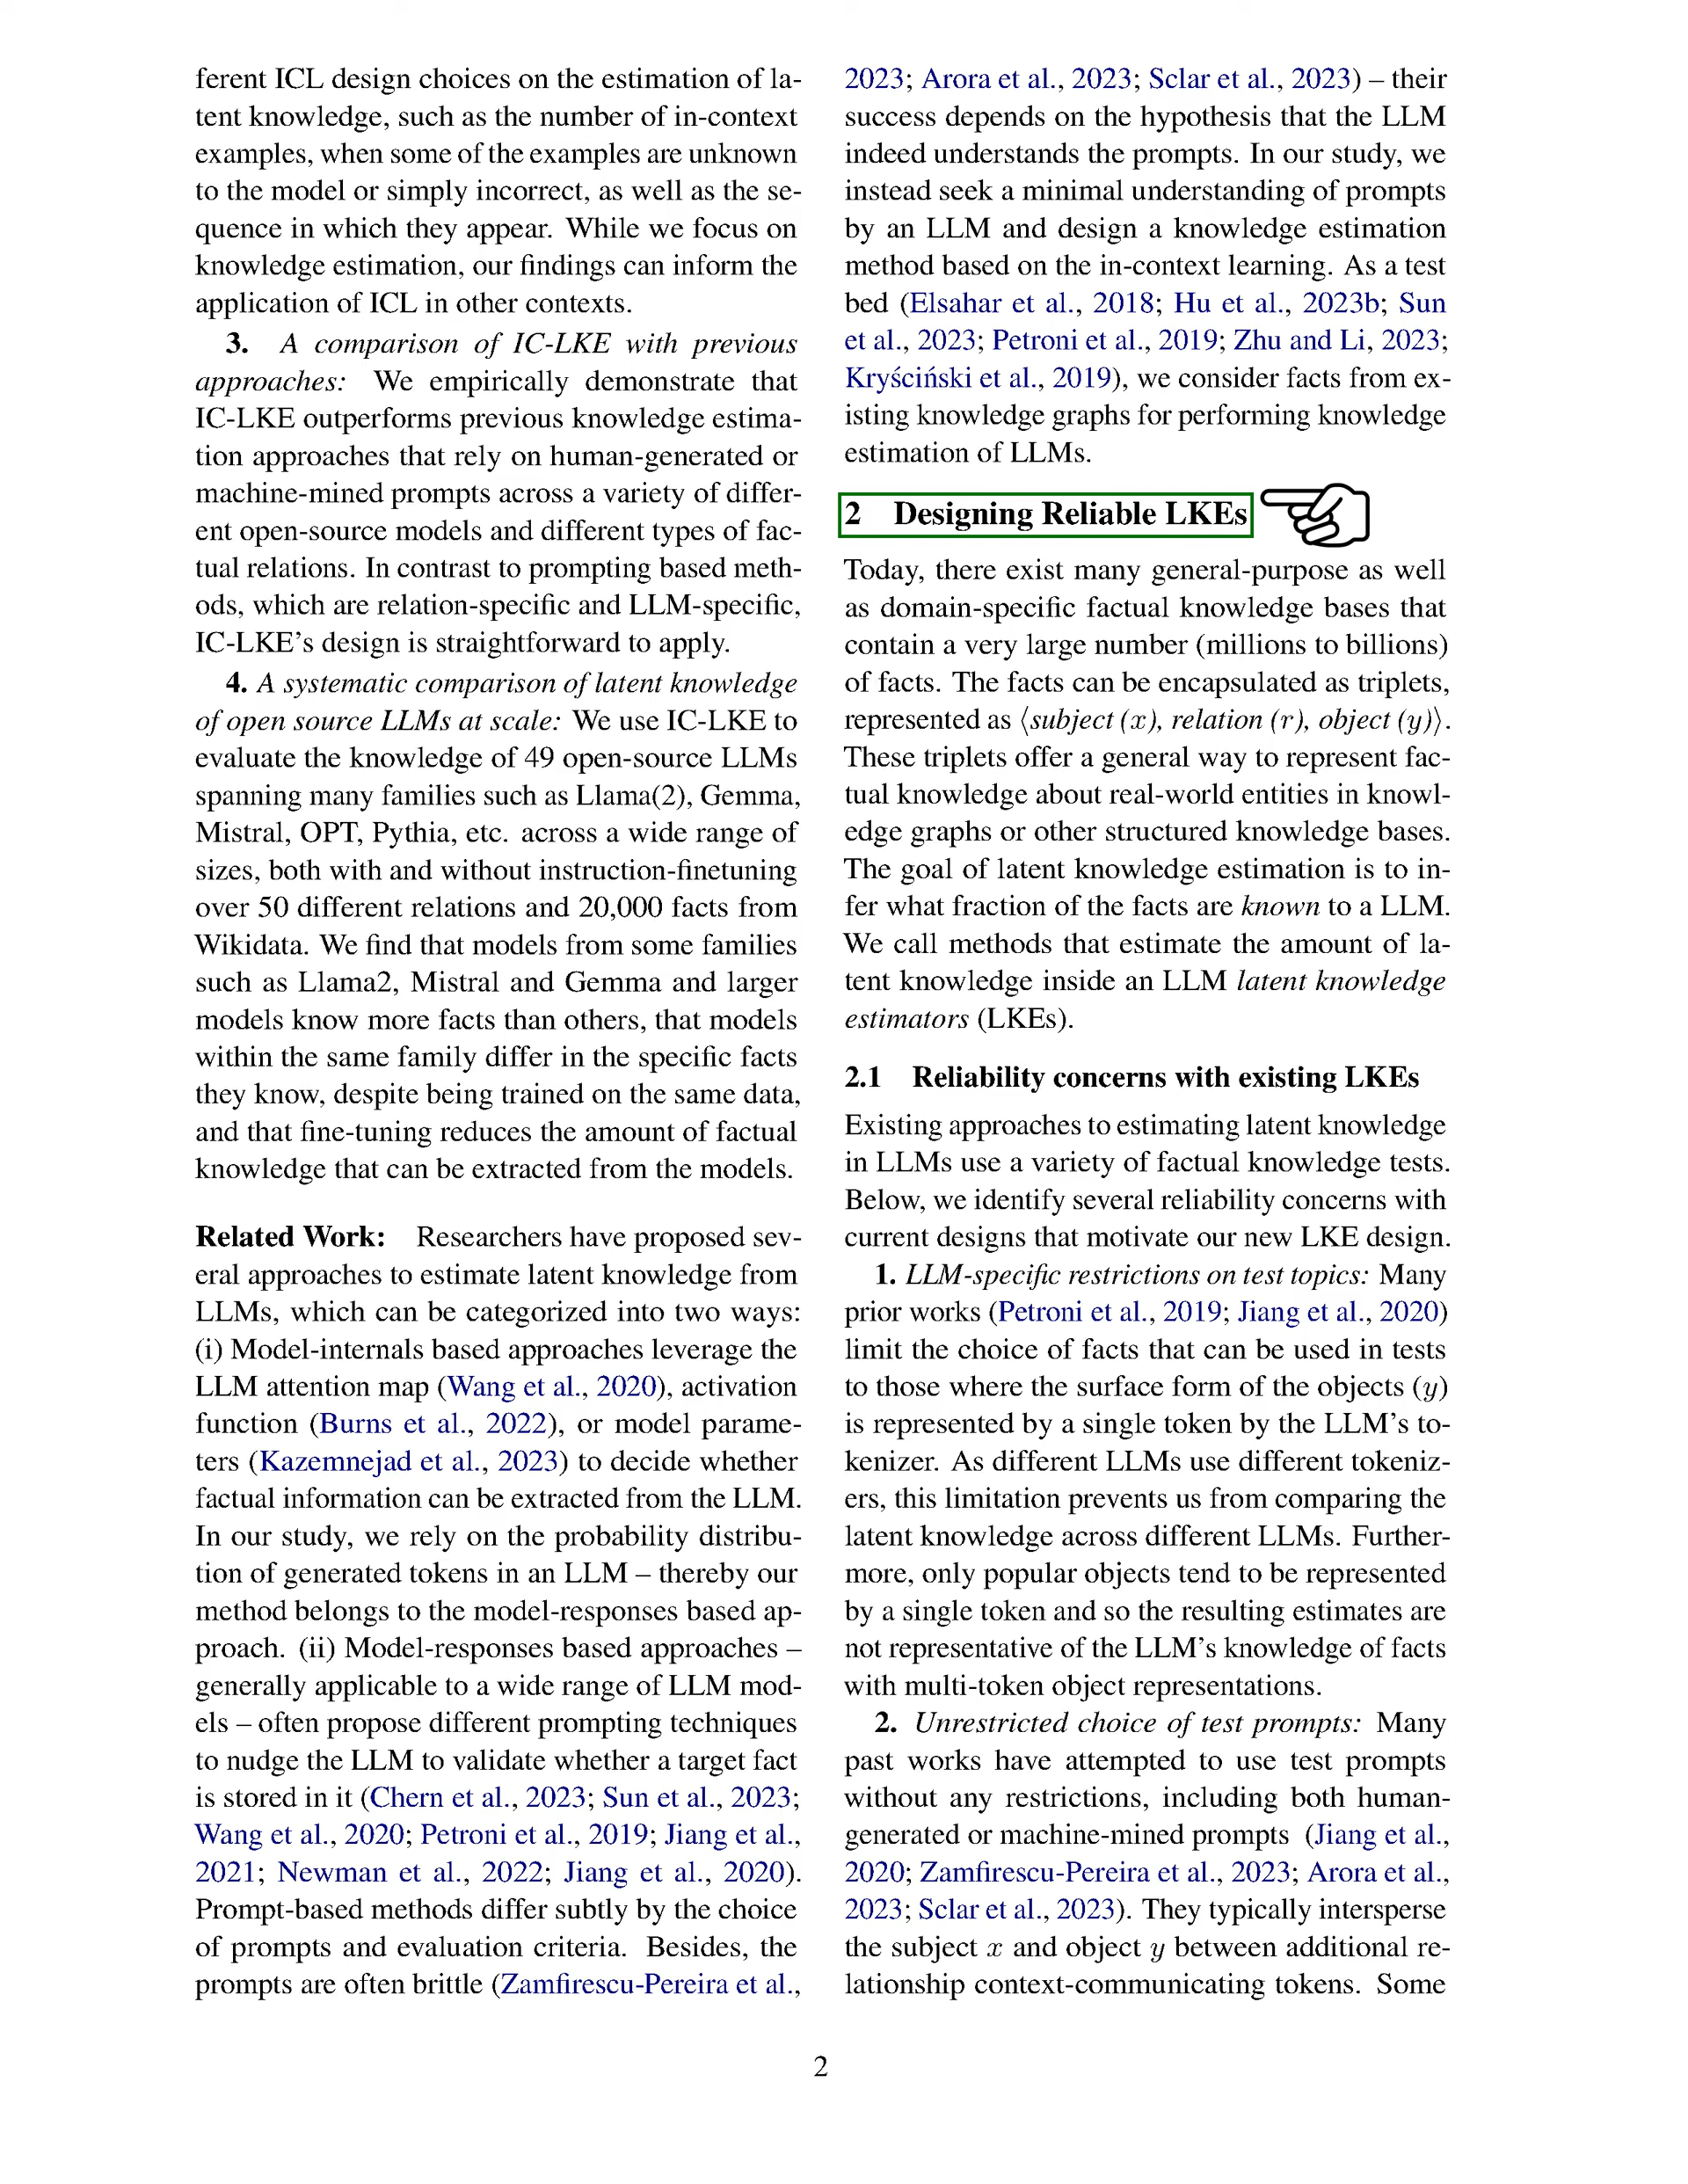 ferent ICL design choices on the estimation of la-
tent knowledge, such as the number of in-context
examples, when some of the examples are unknown
to the model or simply incorrect, as well as the se-
quence in which they appear. While we focus on
knowledge estimation, our findings can inform the
application of ICL in other contexts.
3. A comparison of IC-LKE with previous
approaches: We empirically demonstrate that
IC-LKE outperforms previous knowledge estima-
tion approaches that rely on human-generated or
machine-mined prompts across a variety of differ-
ent open-source models and different types of fac-
tual relations. In contrast to prompting based meth-
ods, which are relation-specific and LLM-specific,
IC-LKE’s design is straightforward to apply.
4. A systematic comparison of latent knowledge
of open source LLMs at scale: We use IC-LKE to
evaluate the knowledge of 49 open-source LLMs
spanning many families such as Llama(2), Gemma,
Mistral, OPT, Pythia, etc. across a wide range of
sizes, both with and without instruction-finetuning
over 50 different relations and 20,000 facts from
Wikidata. We find that models from some families
such as Llama2, Mistral and Gemma and larger
models know more facts than others, that models
within the same family differ in the specific facts
they know, despite being trained on the same data,
and that fine-tuning reduces the amount of factual
knowledge that can be extracted from the models.
Related Work: Researchers have proposed sev-
eral approaches to estimate latent knowledge from
LLMs, which can be categorized into two ways:
(i) Model-internals based approaches leverage the
LLM attention map (Wang et al., 2020), activation
function (Burns et al., 2022), or model parame-
ters (Kazemnejad et al., 2023) to decide whether
factual information can be extracted from the LLM.
In our study, we rely on the probability distribu-
tion of generated tokens in an LLM – thereby our
method belongs to the model-responses based ap-
proach. (ii) Model-responses based approaches –
generally applicable to a wide range of LLM mod-
els – often propose different prompting techniques
to nudge the LLM to validate whether a target fact
is stored in it (Chern et al., 2023; Sun et al., 2023;
Wang et al., 2020; Petroni et al., 2019; Jiang et al.,
2021; Newman et al., 2022; Jiang et al., 2020).
Prompt-based methods differ subtly by the choice
of prompts and evaluation criteria. Besides, the
prompts are often brittle (Zamfirescu-Pereira et al.,
2023; Arora et al., 2023; Sclar et al., 2023) – their
success depends on the hypothesis that the LLM
indeed understands the prompts. In our study, we
instead seek a minimal understanding of prompts
by an LLM and design a knowledge estimation
method based on the in-context learning. As a test
bed (Elsahar et al., 2018; Hu et al., 2023b; Sun
et al., 2023; Petroni et al., 2019; Zhu and Li, 2023;
Kryściński et al., 2019), we consider facts from ex-
isting knowledge graphs for performing knowledge
estimation of LLMs.
2 Designing Reliable LKEs
Today, there exist many general-purpose as well
as domain-specific factual knowledge bases that
contain a very large number (millions to billions)
of facts. The facts can be encapsulated as triplets,
represented as ⟨subject (x), relation (r), object (y)⟩.
These triplets offer a general way to represent fac-
tual knowledge about real-world entities in knowl-
edge graphs or other structured knowledge bases.
The goal of latent knowledge estimation is to in-
fer what fraction of the facts are known to a LLM.
We call methods that estimate the amount of la-
tent knowledge inside an LLM latent knowledge
estimators (LKEs).
2.1 Reliability concerns with existing LKEs
Existing approaches to estimating latent knowledge
in LLMs use a variety of factual knowledge tests.
Below, we identify several reliability concerns with
current designs that motivate our new LKE design.
1. LLM-specific restrictions on test topics: Many
prior works (Petroni et al., 2019; Jiang et al., 2020)
limit the choice of facts that can be used in tests
to those where the surface form of the objects (y)
is represented by a single token by the LLM’s to-
kenizer. As different LLMs use different tokeniz-
ers, this limitation prevents us from comparing the
latent knowledge across different LLMs. Further-
more, only popular objects tend to be represented
by a single token and so the resulting estimates are
not representative of the LLM’s knowledge of facts
with multi-token object representations.
2. Unrestricted choice of test prompts: Many
past works have attempted to use test prompts
without any restrictions, including both human-
generated or machine-mined prompts (Jiang et al.,
2020; Zamfirescu-Pereira et al., 2023; Arora et al.,
2023; Sclar et al., 2023). They typically intersperse
the subject x and object y between additional re-
lationship context-communicating tokens. Some
2